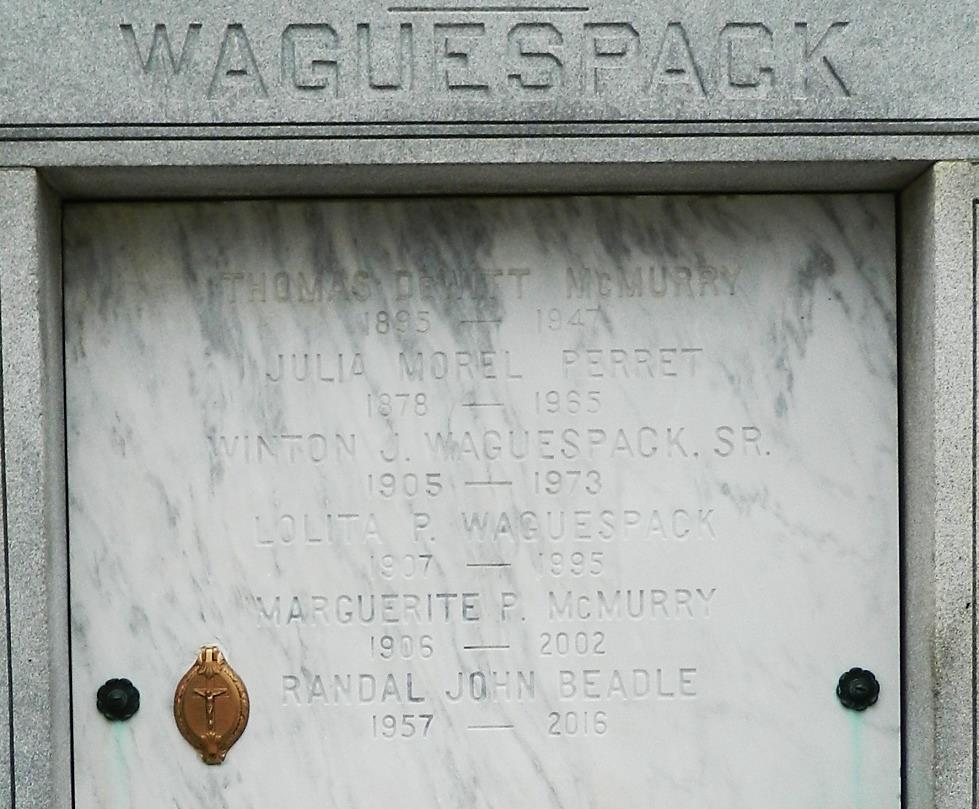 WAGUESPACK
THOMAS DEWITT McMURRY
1895 — 1947
JULIA MOREL PERRET
1878 — 1965
WINTON J. WAGUESPACK, SR.
1905 — 1973
LOLITA P. WAGUESPACK
1907 — 1995
MARGUERITE P. McMURRY
1906 — 2002
RANDAL JOHN BEADLE
1957 — 2016